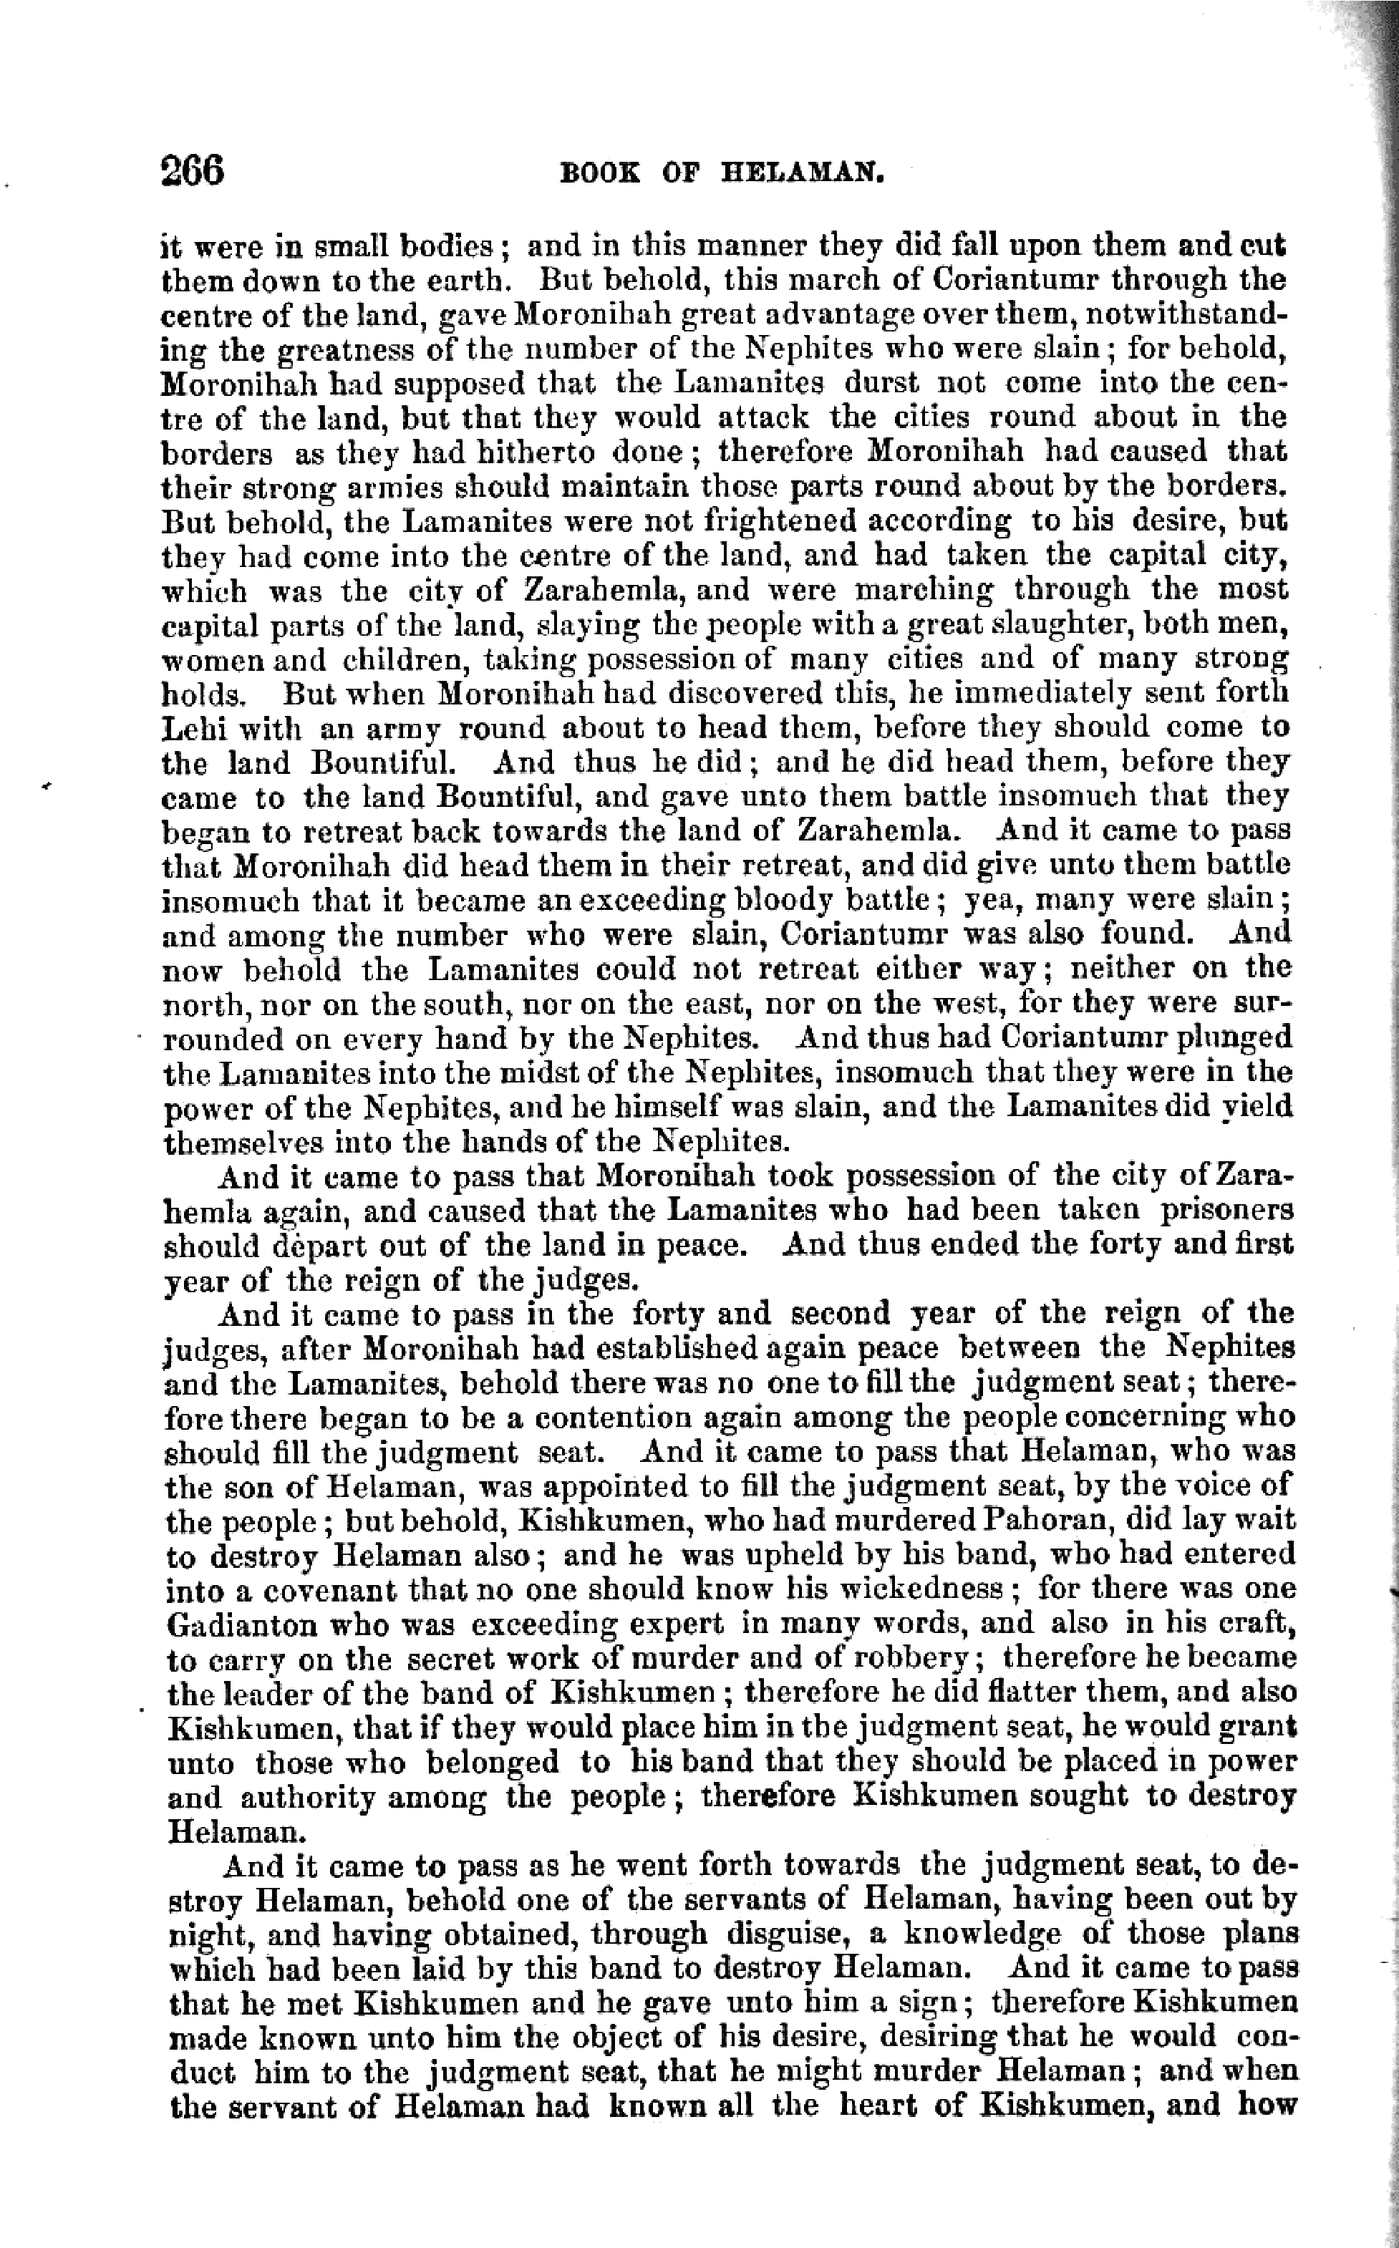 266 BOOK OF HELAMAN.
it were in small bodies; and in this manner they did fall upon them and cut
them down to the earth. But behold, this march of Coriantumr through the
centre of the land, gave Moronihah great advantage over them, notwithstand-
ing the greatness of the number of the Nephites who were slain; for behold,
Moronihah had supposed that the Lamanites durst not come into the cen-
tre of the land, but that they would attack the cities round about in the
borders as they had hitherto done; therefore Moronihah had caused that
their strong armies should maintain those parts round about by the borders.
But behold, the Lamanites were not frightened according to his desire, but
they had come into the centre of the land, and had taken the capital city,
which was the city of Zarahemla, and were marching through the most
capital parts of the land, slaying the people with a great slaughter, both men,
women and children, taking possession of many cities and of many strong
holds. But when Moronihah had discovered this, he immediately sent forth
Lehi with an army round about to head them, before they should come to
the land Bountiful. And thus he did; and he did head them, before they
came to the land Bountiful, and gave unto them battle insomuch that they
began to retreat back towards the land of Zarahemla. And it came to pass
that Moronihah did head them in their retreat, and did give unto them battle
insomuch that it became an exceeding bloody battle; yea, many were slain;
and among the number who were slain, Coriantumr was also found. And
now behold the Lamanites could not retreat either way; neither on the
north, nor on the south, nor on the east, nor on the west, for they were sur-
rounded on every hand by the Nephites. And thus had Coriantumr plunged
the Lamanites into the midst of the Nephites, insomuch that they were in the
power of the Nephites, and he himself was slain, and the Lamanites did yield
themselves into the hands of the Nephites.
And it came to pass that Moronihah took possession of the city of Zara-
hemla again, and caused that the Lamanites who had been taken prisoners
should depart out of the land in peace. And thus ended the forty and first
year of the reign of the judges.
And it came to pass in the forty and second year of the reign of the
judges, after Moronihah had established again peace between the Nephites
and the Lamanites, behold there was no one to fill the judgment seat; there-
fore there began to be a contention again among the people concerning who
should fill the judgment seat. And it came to pass that Helaman, who was
the son of Helaman, was appointed to fill the judgment seat, by the voice of
the people; but behold, Kishkumen, who had murdered Pahoran, did lay wait
to destroy Helaman also; and he was upheld by his band, who had entered
into a covenant that no one should know his wickedness; for there was one
Gadianton who was exceeding expert in many words, and also in his craft,
to carry on the secret work of murder and of robbery; therefore he became
the leader of the band of Kishkumen; therefore he did flatter them, and also
Kishkumen, that if they would place him in the judgment seat, he would grant
unto those who belonged to his band that they should be placed in power
and authority among the people; therefore Kishkumen sought to destroy
Helaman.
And it came to pass as he went forth towards the judgment seat, to de-
stroy Helaman, behold one of the servants of Helaman, having been out by
night, and having obtained, through disguise, a knowledge of those plans
which had been laid by this band to destroy Helaman. And it came to pass
that he met Kishkumen and he gave unto him a sign; therefore Kishkumen
made known unto him the object of his desire, desiring that he would con-
duct him to the judgment seat, that he might murder Helaman; and when
the servant of Helaman had known all the heart of Kishkumen, and how